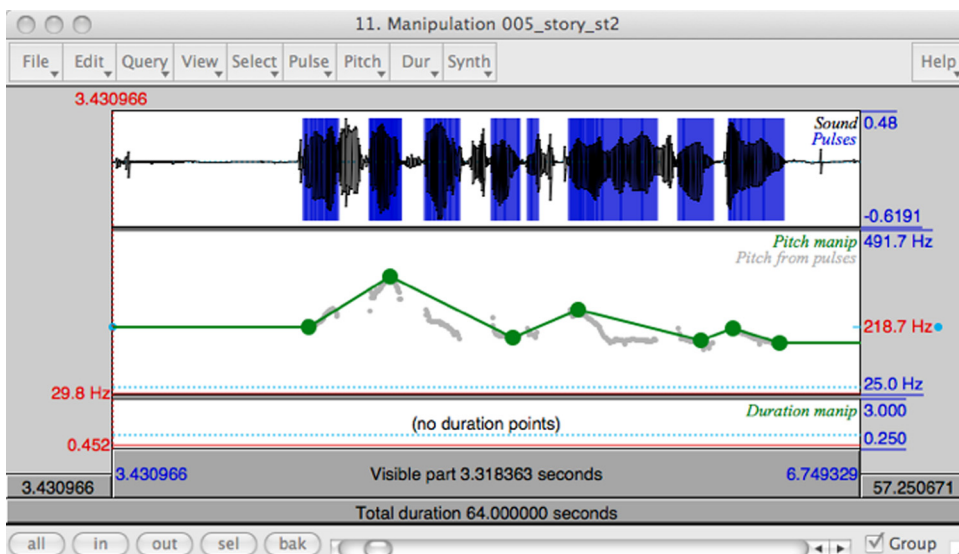 11. Manipulation 005_story_st2
File Edit Query View Select Pulse Pitch Dur Synth Help
3.430966
Sound 0.48
Pulses
-0.6191
Pitch manip 491.7 Hz
Pitch from pulses
218.7 Hz
25.0 Hz
29.8 Hz
Duration manip 3.000
(no duration points)
0.250
0.452
3.430966 Visible part 3.318363 seconds 6.749329
3.430966 57.250671
Total duration 64.000000 seconds
all in out sel bak Group